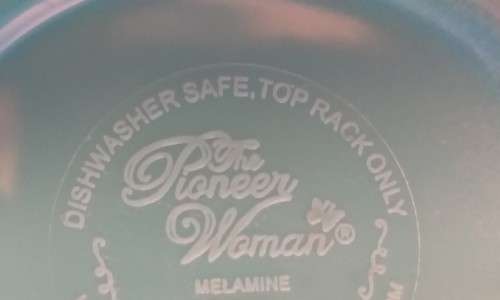 DISHWASHER SAFE, TOP RACK ONLY
The
Pioneer
Woman®
MELAMINE